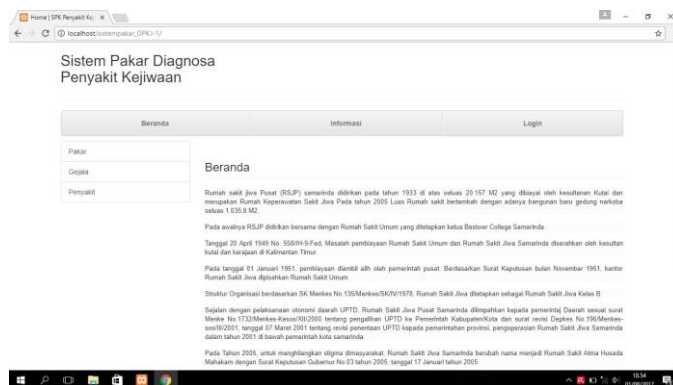 Home | SPK Penyakit Kej
localhost/sistempakar_DPKJ-1/
Sistem Pakar Diagnosa
Penyakit Kejiwaan
Beranda
Informasi
Login
Pakar
Gejala
Penyakit
Beranda
Rumah sakit jiwa Pusat (RSJP) samarinda didirikan pada tahun 1933 di atas seluas 20.157 M2 yang dibiayai oleh kesultanan Kutai dan
merupakan Rumah Keperawatan Sakit Jiwa Pada tahun 2005 Luas Rumah sakit bertambah dengan adanya bangunan baru gedung narkoba
seluas 1.035,8 M2.
Pada awalnya RSJP didirikan bersama dengan Rumah Sakit Umum yang ditetapkan ketua Bestwer College Samarinda.
Tanggal 20 April 1949 No. 558/IH-9-Fed, Masalah pembiayaan Rumah Sakit Umum dan Rumah Sakit Jiwa Samarinda diserahkan oleh kesultan
kutai dan kerajaan di Kalimantan Timur.
Pada tanggal 01 Januari 1951, pembiayaan diambil alih oleh pemerintah pusat. Berdasarkan Surat Kaputusan bulan November 1951, kantor
Rumah Sakit Jiwa dipisahkan Rumah Sakit Umum
Struktur Organisasi berdasarkan SK Menkes No 135/Menkes/SK/IV/1978, Rumah Sakit Jiwa ditetapkan sebagai Rumah Sakit Jiwa Kelas B
Sejalan dengan pelaksanaan otonomi daerah UPTD, Rumah Sakit Jiwa Pusat Samarinda dilimpahkan kepada pemerintaj Daerah sesuai surat
Menke No.1732/Menkes-Kesos/XII/2000 tentang pengalihan UPTD ke Pemerintah Kabupaten/Kota dan surat revisi Depkes No.196/Menkes-
sos/III/2001, tanggal 07 Maret 2001 tentang revisi penentaan UPTD kepada pemerintahan provinsi, pengoperasian Rumah Sakit Jiwa Samarinda
dalam tahun 2001 di bawah pemerintah kota samarinda.
Pada Tahun 2005, untuk menghilangkan stigma dimasyarakat, Rumah Sakit Jiwa Samarinda berubah nama menjadi Rumah Sakit Atma Husada
Mahakam dengan Surat Keputusan Gubernur No.03 tahun 2005, tanggal 17 Januari tahun 2005
18.54
01/09/2017